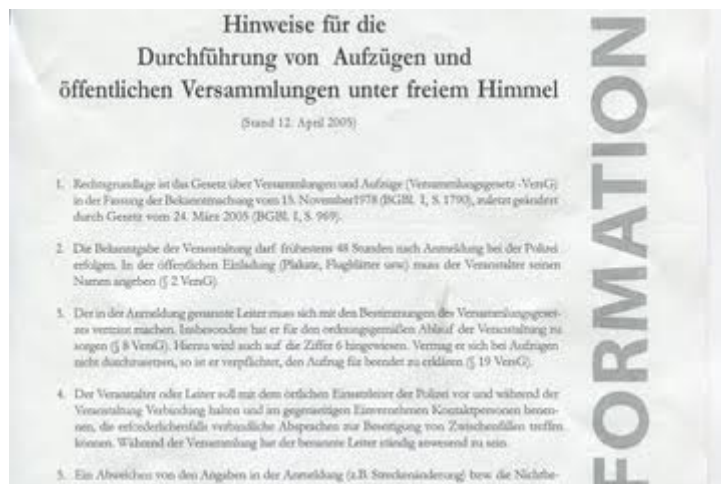 Hinweise für die
Durchführung von Aufzügen und
öffentlichen Versammlungen unter freiem Himmel
(Stand 12. April 2005)
1. Rechtsgrundlage ist das Gesetz über Versammlungen und Aufzüge (Versammlungsgesetz -VersG)
in der Fassung der Bekanntmachung vom 15. November1978 (BGBl. I, S. 1790), zuletzt geändert
durch Gesetz vom 24. März 2005 (BGBl. I, S. 969).
2. Die Bekanntgabe der Veranstaltung darf frühestens 48 Stunden nach Anmeldung bei der Polizei
erfolgen. In der öffentlichen Einladung (Plakate, Flugblätter usw) muss der Veranstalter seinen
Namen angeben (§ 2 VersG).
3. Der in der Anmeldung genannte Leiter muss sich mit den Bestimmungen des Versammlungsgeset-
zes vertraut machen. Insbesondere hat er für den ordnungsgemäßen Ablauf der Veranstaltung zu
sorgen (§ 8 VersG). Hierzu wird auch auf die Ziffer 6 hingewiesen. Vermag er sich bei Aufzügen
nicht durchzusetzen, so ist er verpflichtet, den Aufzug für beendet zu erklären (§ 19 VersG).
4. Der Veranstalter oder Leiter soll mit dem örtlichen Einsatzleiter der Polizei vor und während der
Veranstaltung Verbindung halten und im gegenseitigen Einvernehmen Kontaktpersonen benen-
nen, die erforderlichenfalls verbindliche Absprachen zur Beseitigung von Zwischenfällen treffen
können. Während der Versammlung hat der benannte Leiter ständig anwesend zu sein.
5. Ein Abweichen von den Angaben in der Anmeldung (z.B. Streckenänderung) bzw. die Nichtbe-
FORMATION